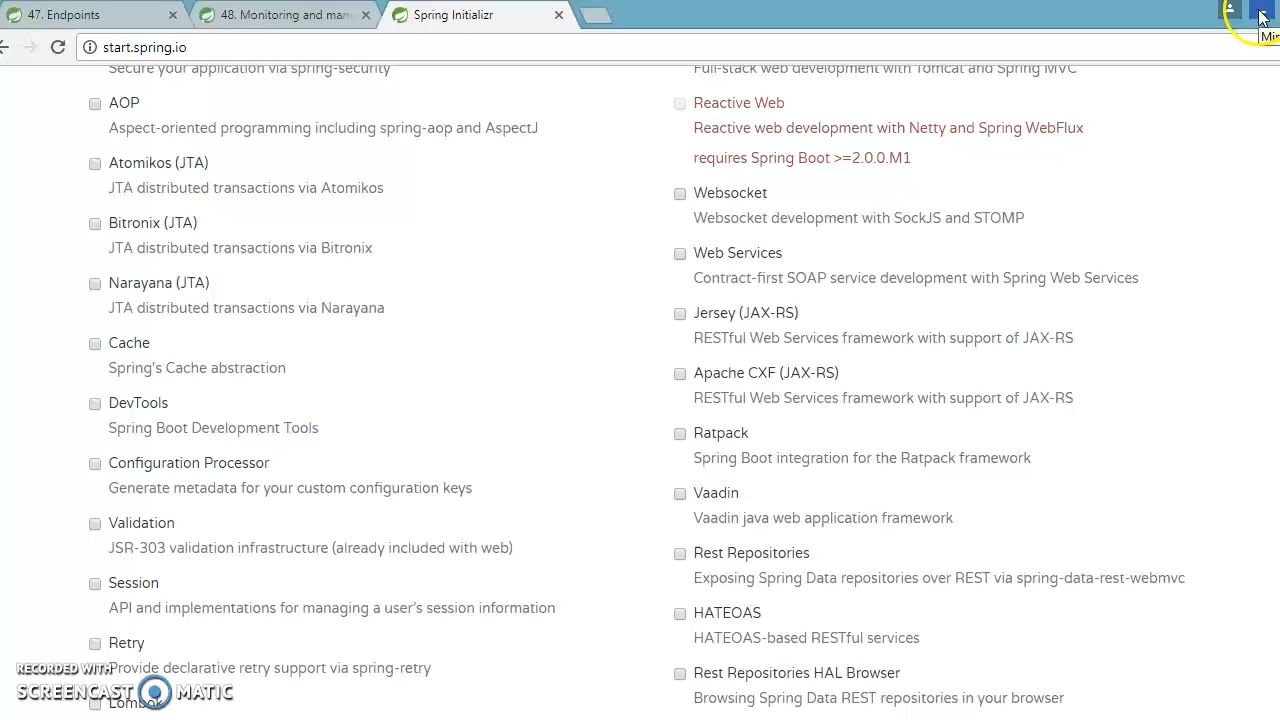 47. Endpoints
48. Monitoring and man
Spring Initializr
start.spring.io
Secure your application via spring-security
AOP
Aspect-oriented programming including spring-aop and AspectJ
Atomikos (JTA)
JTA distributed transactions via Atomikos
Bitronix (JTA)
JTA distributed transactions via Bitronix
Narayana (JTA)
JTA distributed transactions via Narayana
Cache
Spring's Cache abstraction
DevTools
Spring Boot Development Tools
Configuration Processor
Generate metadata for your custom configuration keys
Validation
JSR-303 validation infrastructure (already included with web)
Session
API and implementations for managing a user's session information
Retry
Provide declarative retry support via spring-retry
Lombok
Full-stack web development with Tomcat and Spring MVC
Reactive Web
Reactive web development with Netty and Spring WebFlux
requires Spring Boot >=2.0.0.M1
Websocket
Websocket development with SockJS and STOMP
Web Services
Contract-first SOAP service development with Spring Web Services
Jersey (JAX-RS)
RESTful Web Services framework with support of JAX-RS
Apache CXF (JAX-RS)
RESTful Web Services framework with support of JAX-RS
Ratpack
Spring Boot integration for the Ratpack framework
Vaadin
Vaadin java web application framework
Rest Repositories
Exposing Spring Data repositories over REST via spring-data-rest-webmvc
HATEOAS
HATEOAS-based RESTful services
Rest Repositories HAL Browser
Browsing Spring Data REST repositories in your browser
RECORDED WITH
SCREENCAST MATIC